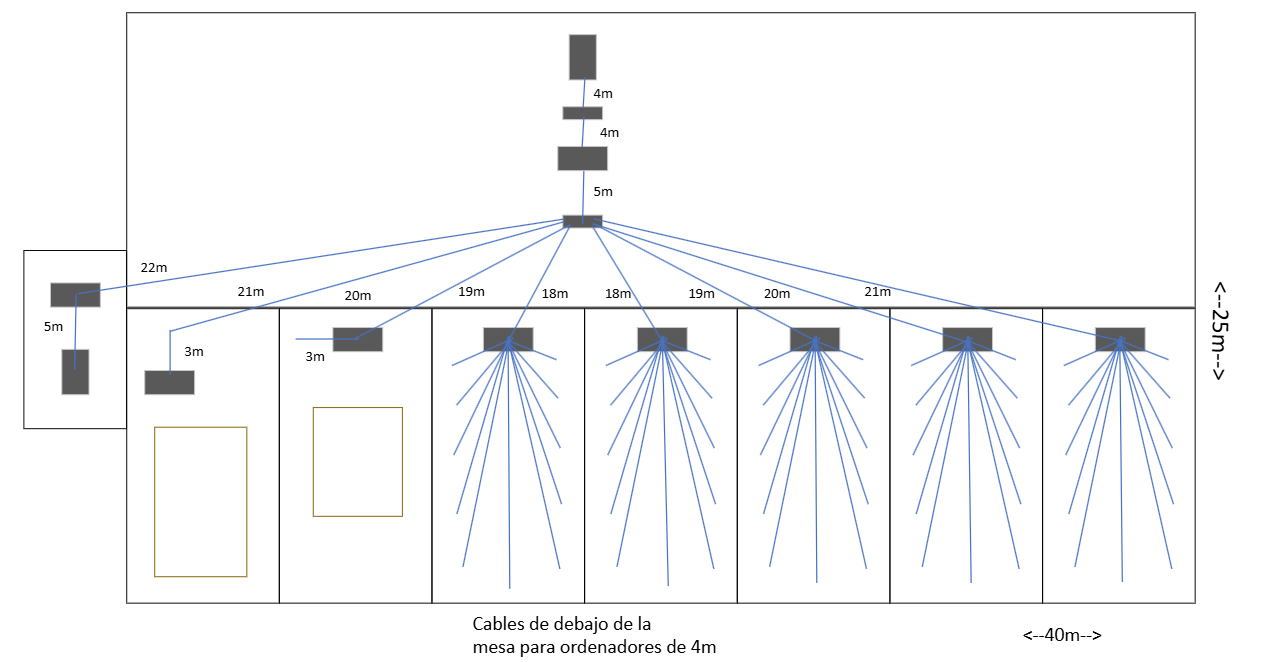 4m
4m
5m
22m
21m
20m
19m
18m
18m
19m
20m
21m
<--25m-->
5m
3m
3m
Cables de debajo de la
mesa para ordenadores de 4m
<--40m-->